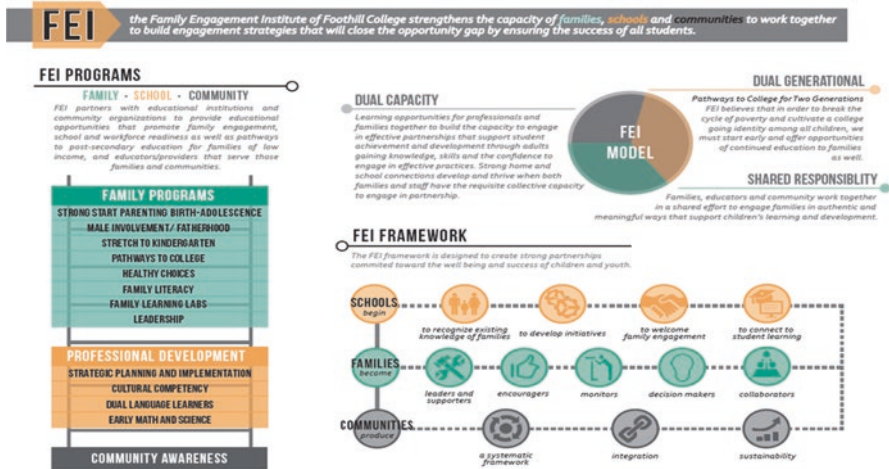 FEI
the Family Engagement Institute of Foothill College strengthens the capacity of families, schools and communities to work together
to build engagement strategies that will close the opportunity gap by ensuring the success of all students.
FEI PROGRAMS
FAMILY • SCHOOL • COMMUNITY
FEI partners with educational institutions and
community organizations to provide educational
opportunities that promote family engagement,
school and workforce readiness as well as pathways
to post-secondary education for families of low
income, and educators/providers that serve those
families and communities.
FAMILY PROGRAMS
STRONG START PARENTING BIRTH-ADOLESCENCE
MALE INVOLVEMENT/ FATHERHOOD
STRETCH TO KINDERGARTEN
PATHWAYS TO COLLEGE
HEALTHY CHOICES
FAMILY LITERACY
FAMILY LEARNING LABS
LEADERSHIP
PROFESSIONAL DEVELOPMENT
STRATEGIC PLANNING AND IMPLEMENTATION
CULTURAL COMPETENCY
DUAL LANGUAGE LEARNERS
EARLY MATH AND SCIENCE
COMMUNITY AWARENESS
DUAL CAPACITY
Learning opportunities for professionals and
families together to build the capacity to engage
in effective partnerships that support student
achievement and development through adults
gaining knowledge, skills and the confidence to
engage in effective practices. Strong home and
school connections develop and thrive when both
families and staff have the requisite collective capacity
to engage in partnership.
FEI
MODEL
DUAL GENERATIONAL
Pathways to College for Two Generations
FEI believes that in order to break the
cycle of poverty and cultivate a college
going identity among all children, we
must start early and offer opportunities
of continued education to families
as well.
SHARED RESPONSIBLITY
Families, educators and community work together
in a shared effort to engage families in authentic and
meaningful ways that support children's learning and development.
FEI FRAMEWORK
The FEI framework is designed to create strong partnerships
commited toward the well being and success of children and youth.
SCHOOLS
begin
to recognize existing
knowledge of families
to develop initiatives
to welcome
family engagement
to connect to
student learning
FAMILIES
become
leaders and
supporters
encouragers
monitors
decision makers
collaborators
COMMUNITIES
produce
a systematic
framework
integration
sustainability